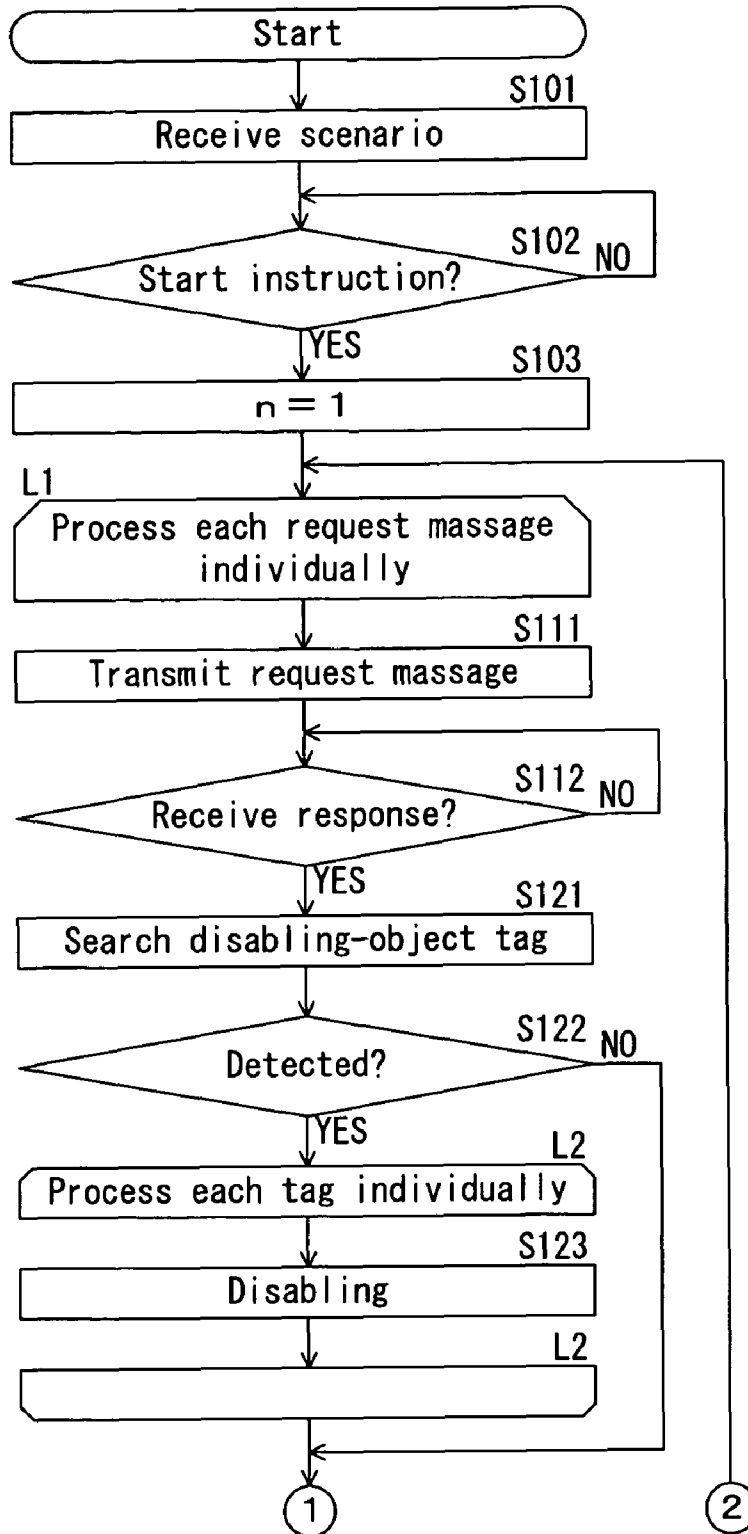 Start
S101
Receive scenario
S102
Start instruction?
NO
YES
S103
n = 1
L1
Process each request massage
individually
S111
Transmit request massage
S112
Receive response?
NO
YES
S121
Search disabling-object tag
S122
Detected?
NO
YES
L2
Process each tag individually
S123
Disabling
L2
1
2